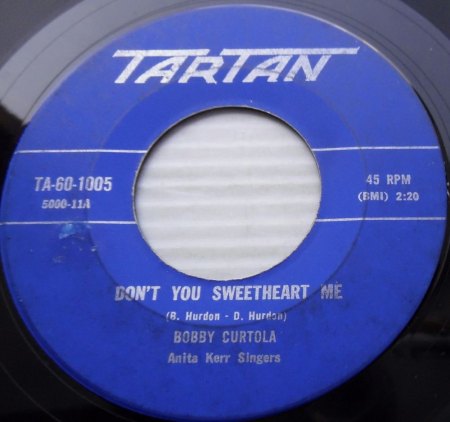 TARTAN
TA-60-1005
5000-11A
45 RPM
(BMI) 2:20
DON'T YOU SWEETHEART ME
(B. Hurdon - D. Hurdon)
BOBBY CURTOLA
Anita Kerr Singers